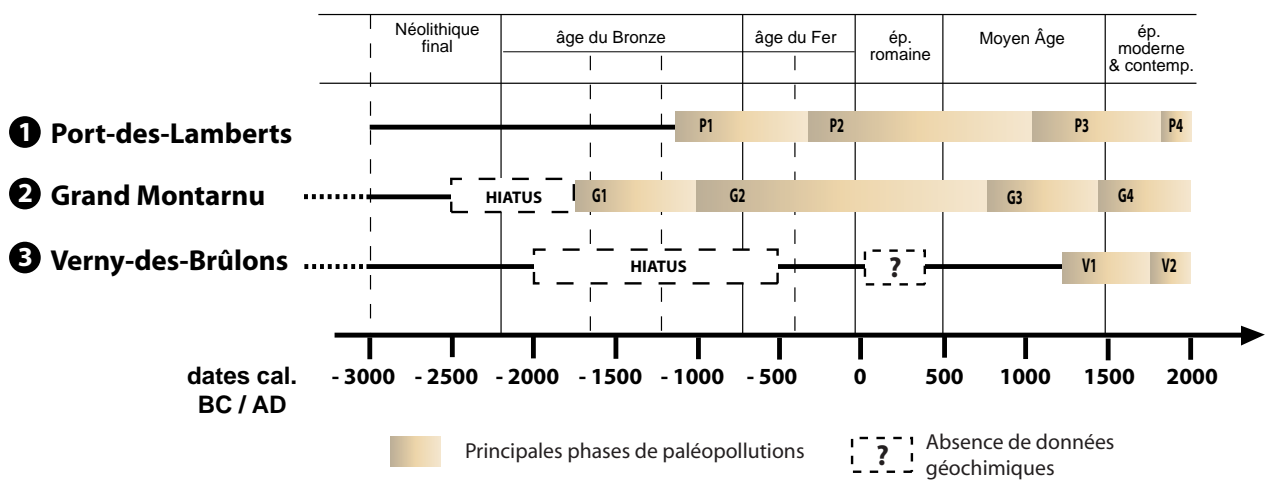 Néolithique
final
âge du Bronze
âge du Fer
ép.
romaine
Moyen Âge
ép.
moderne
& contemp.
1 Port-des-Lamberts
P1 P2 P3 P4
2 Grand Montarnu
HIATUS G1 G2 G3 G4
3 Verny-des-Brûlons
HIATUS ? V1 V2
dates cal.
BC / AD
- 3000 - 2500 - 2000 - 1500 - 1000 - 500 0 500 1000 1500 2000
Principales phases de paléopollutions
? Absence de données
géochimiques